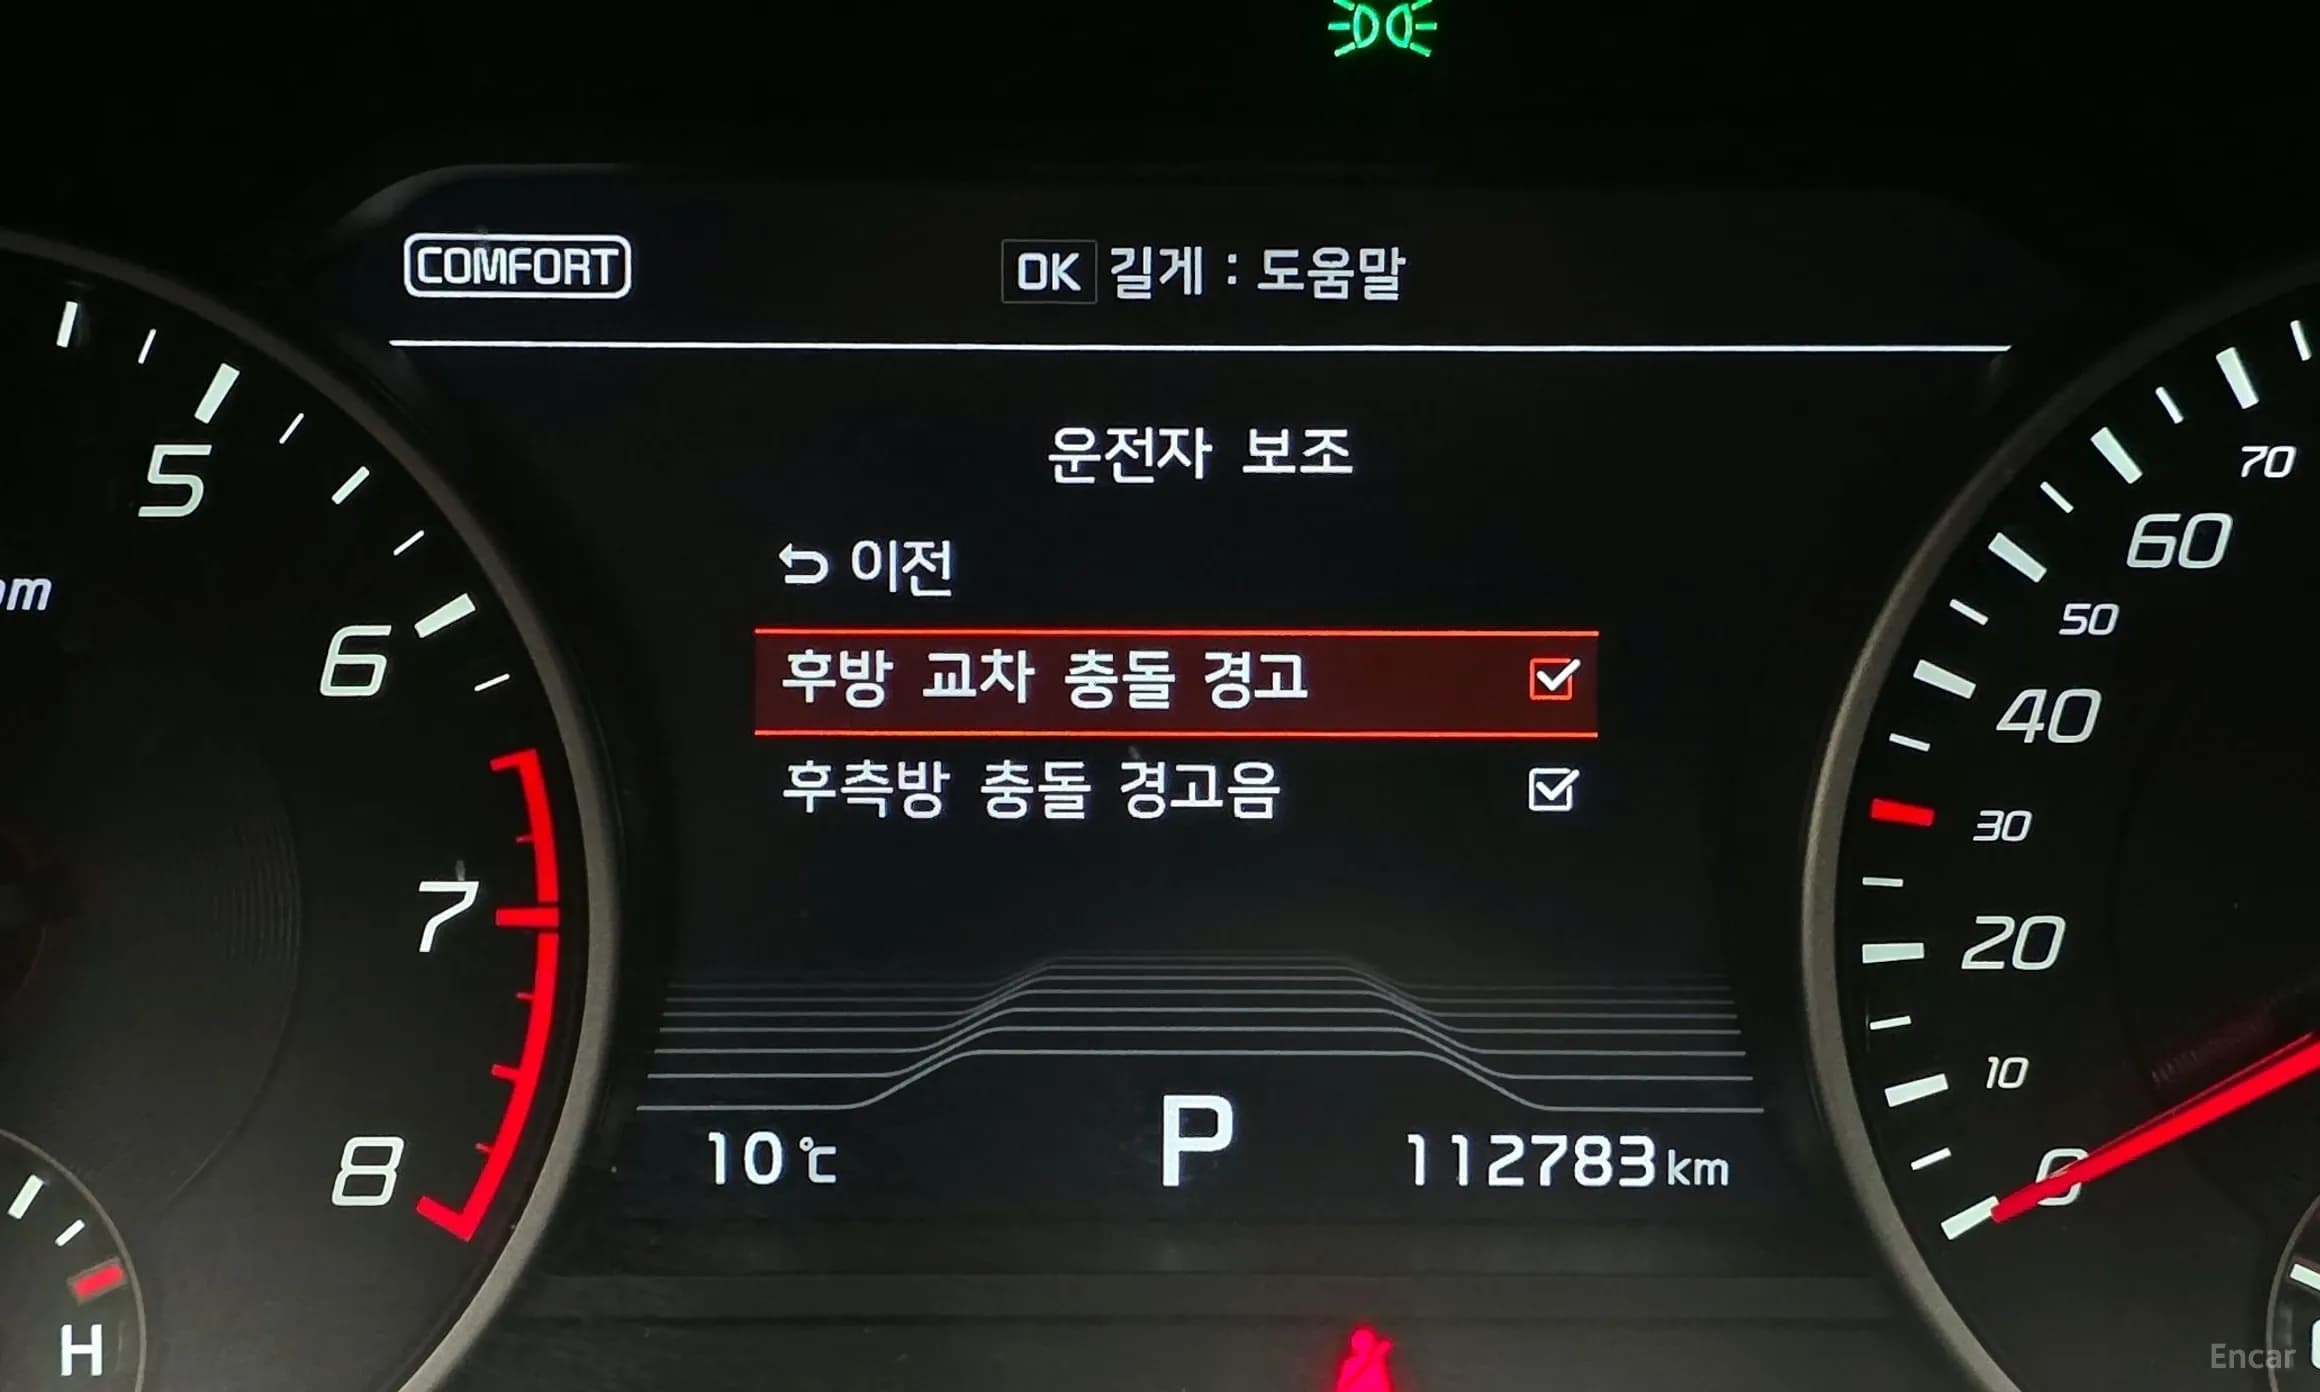 COMFORT
OK 길게 : 도움말
운전자 보조
이전
후방 교차 충돌 경고
후측방 충돌 경고음
10℃
P
112783 km
5
6
7
8
H
70
60
50
40
30
20
10
0
Encar